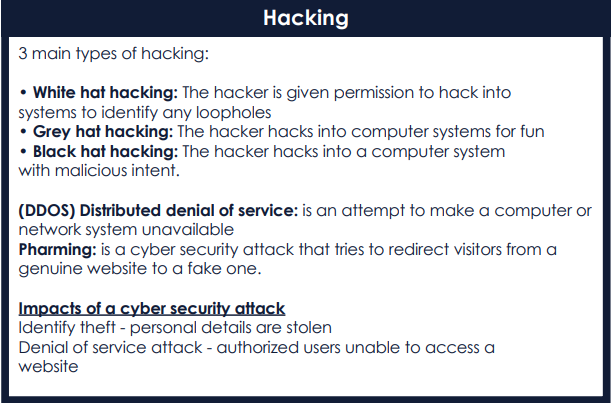 Hacking
3 main types of hacking:
• White hat hacking: The hacker is given permission to hack into
systems to identify any loopholes
• Grey hat hacking: The hacker hacks into computer systems for fun
• Black hat hacking: The hacker hacks into a computer system
with malicious intent.
(DDOS) Distributed denial of service: is an attempt to make a computer or
network system unavailable
Pharming: is a cyber security attack that tries to redirect visitors from a
genuine website to a fake one.
Impacts of a cyber security attack
Identify theft - personal details are stolen
Denial of service attack - authorized users unable to access a
website